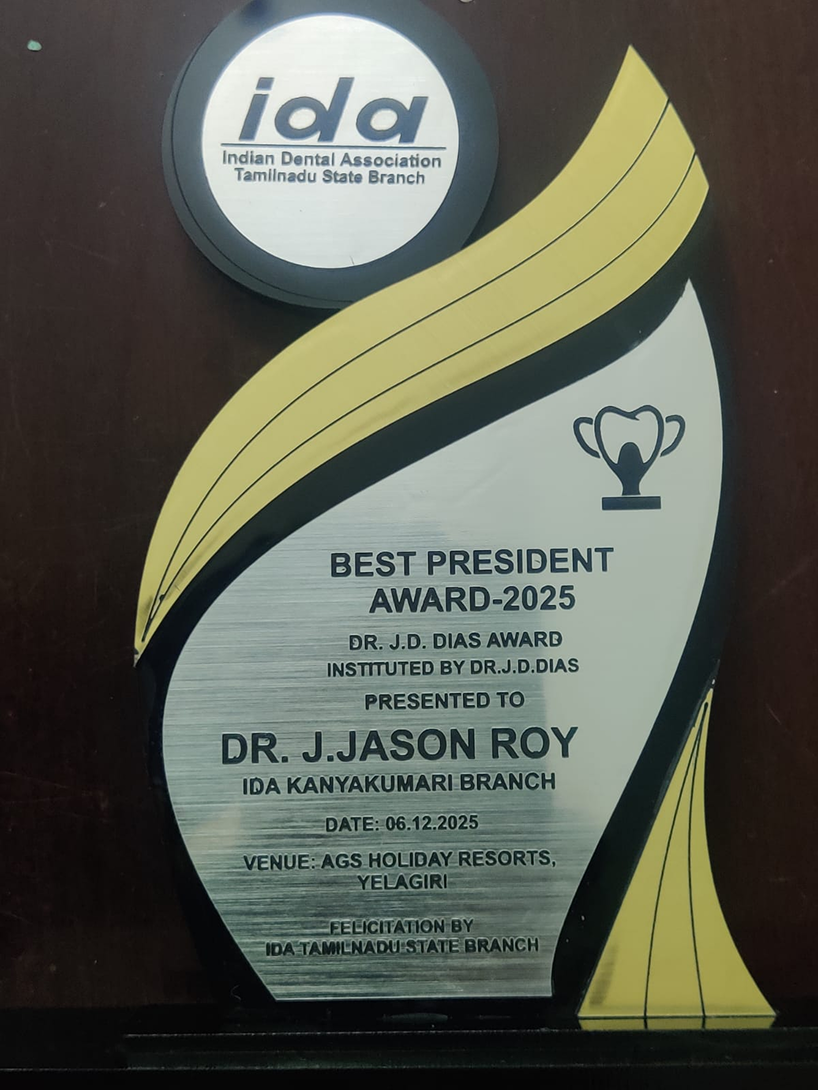 ida
Indian Dental Association
Tamilnadu State Branch
BEST PRESIDENT
AWARD-2025
DR. J.D. DIAS AWARD
INSTITUTED BY DR.J.D.DIAS
PRESENTED TO
DR. J.JASON ROY
IDA KANYAKUMARI BRANCH
DATE: 06.12.2025
VENUE: AGS HOLIDAY RESORTS,
YELAGIRI
FELICITATION BY
IDA TAMILNADU STATE BRANCH